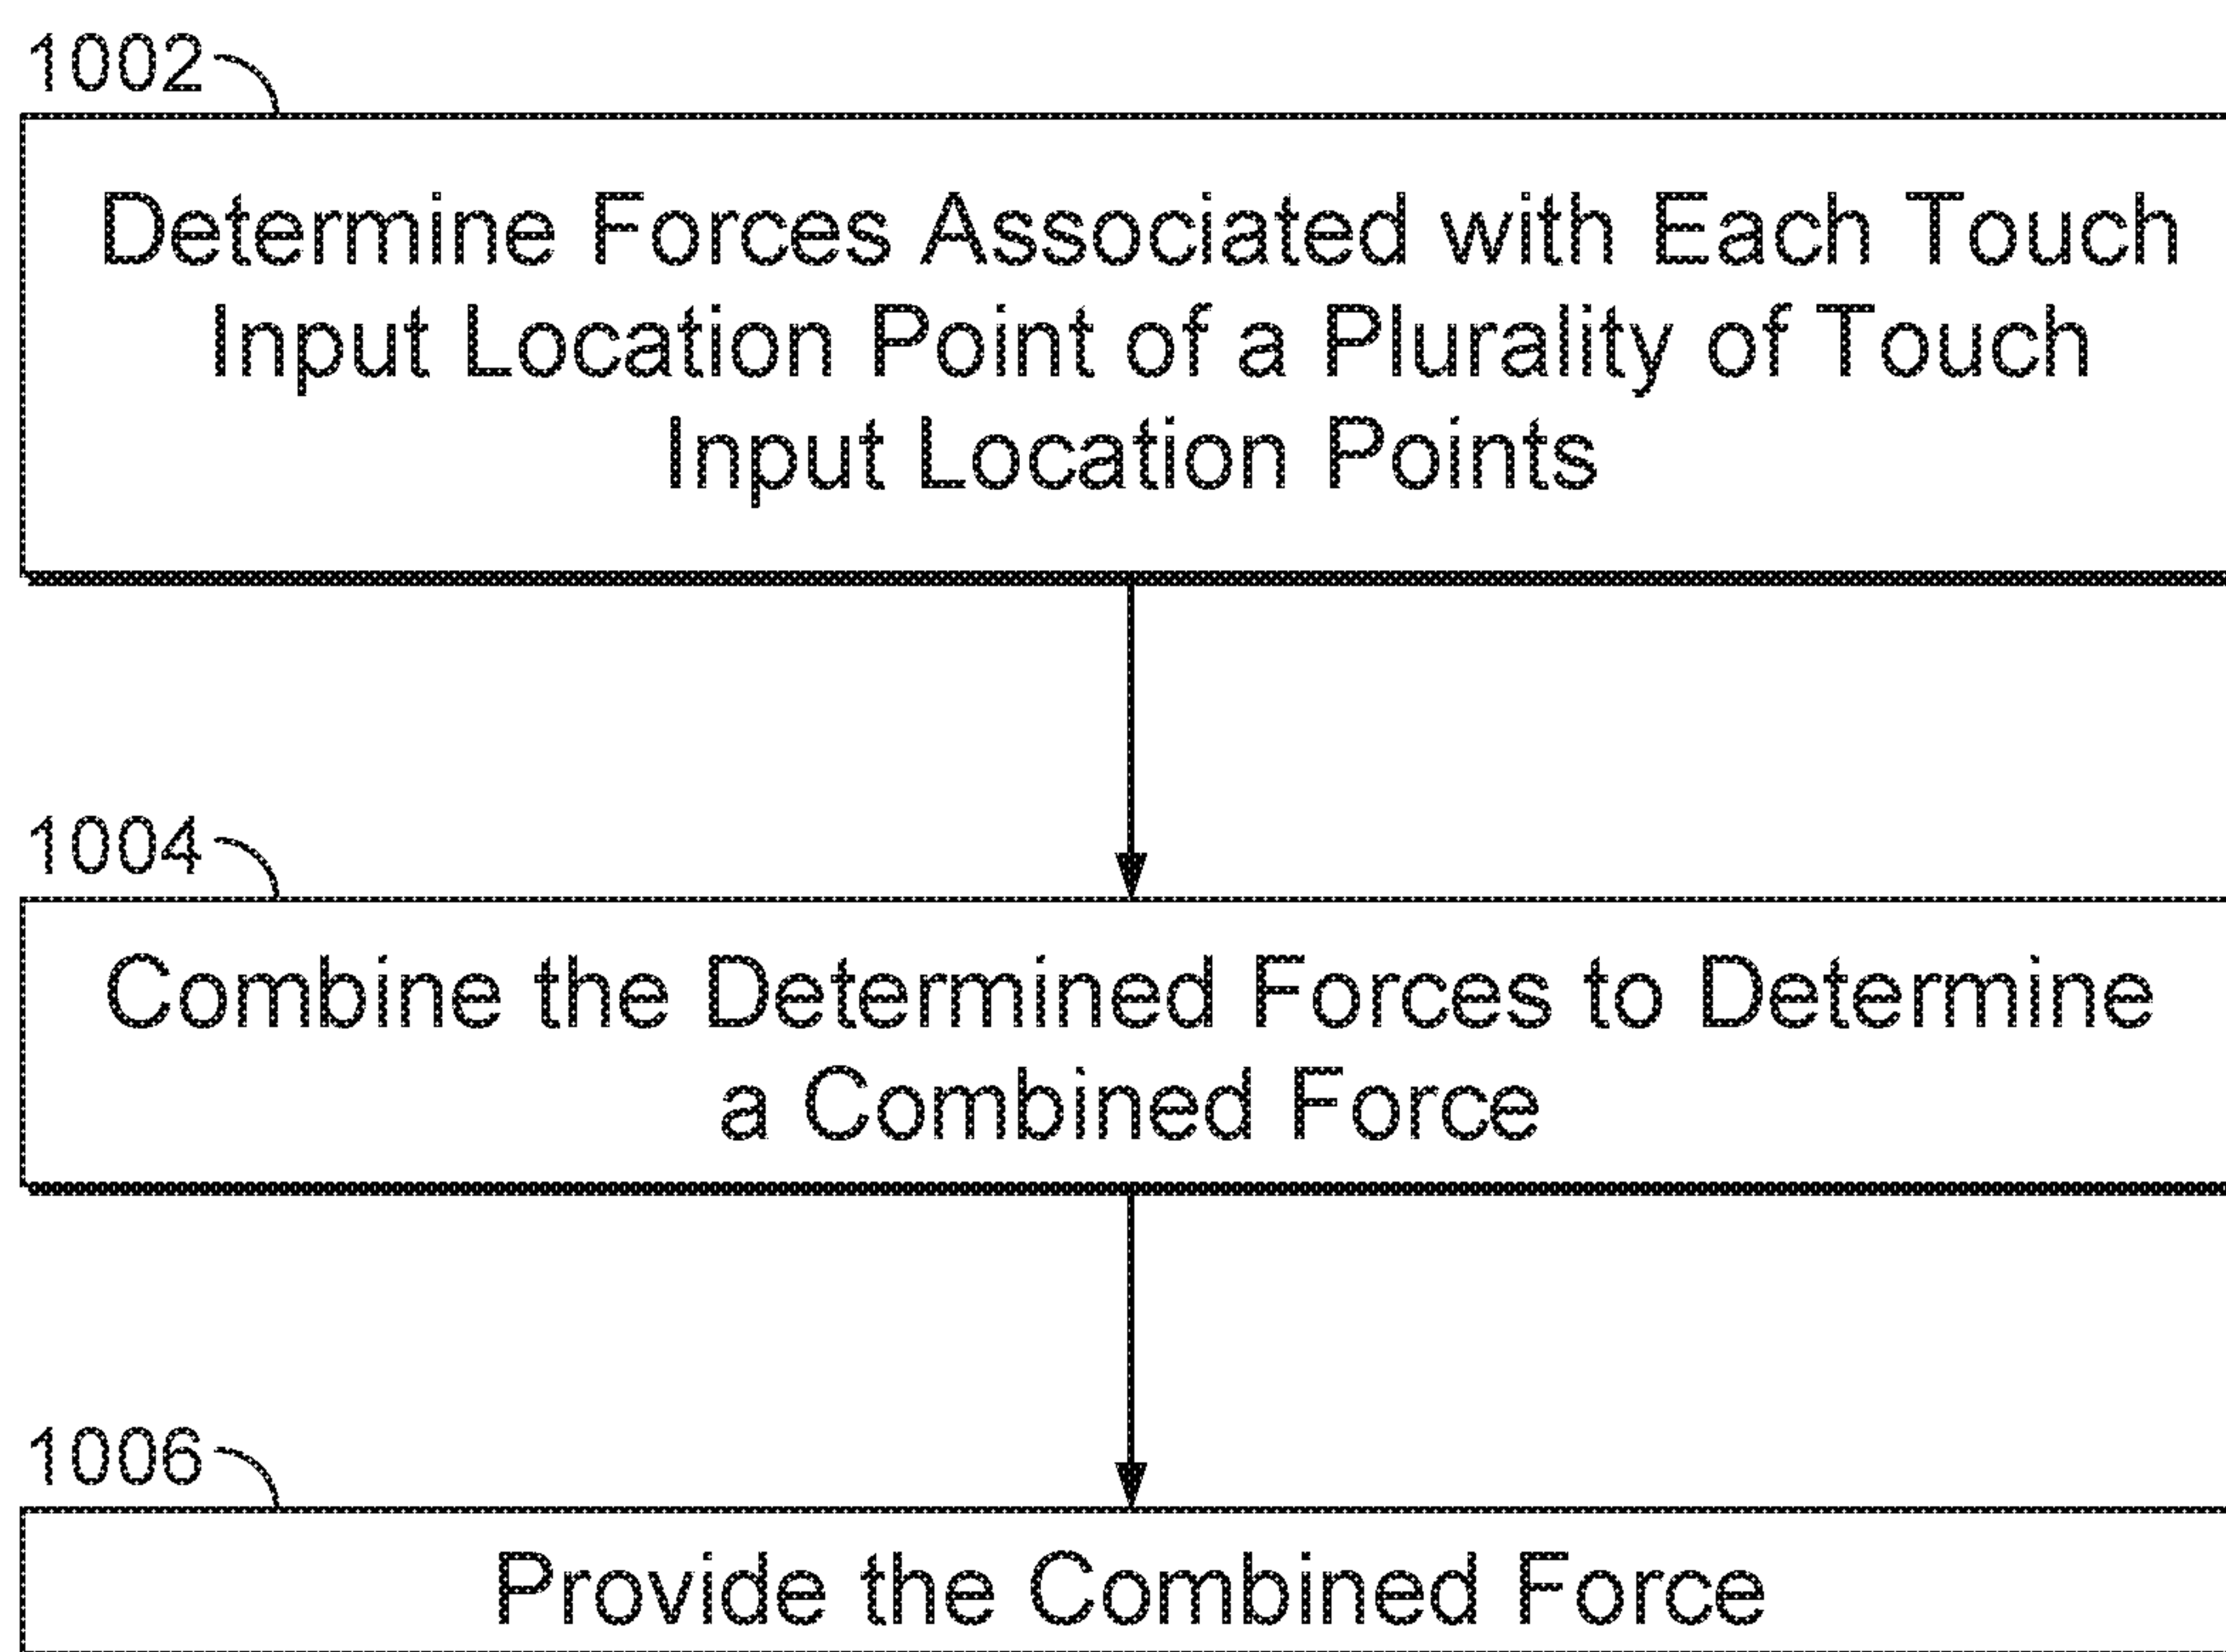 1002
Determine Forces Associated with Each Touch
Input Location Point of a Plurality of Touch
Input Location Points
1004
Combine the Determined Forces to Determine
a Combined Force
1006
Provide the Combined Force